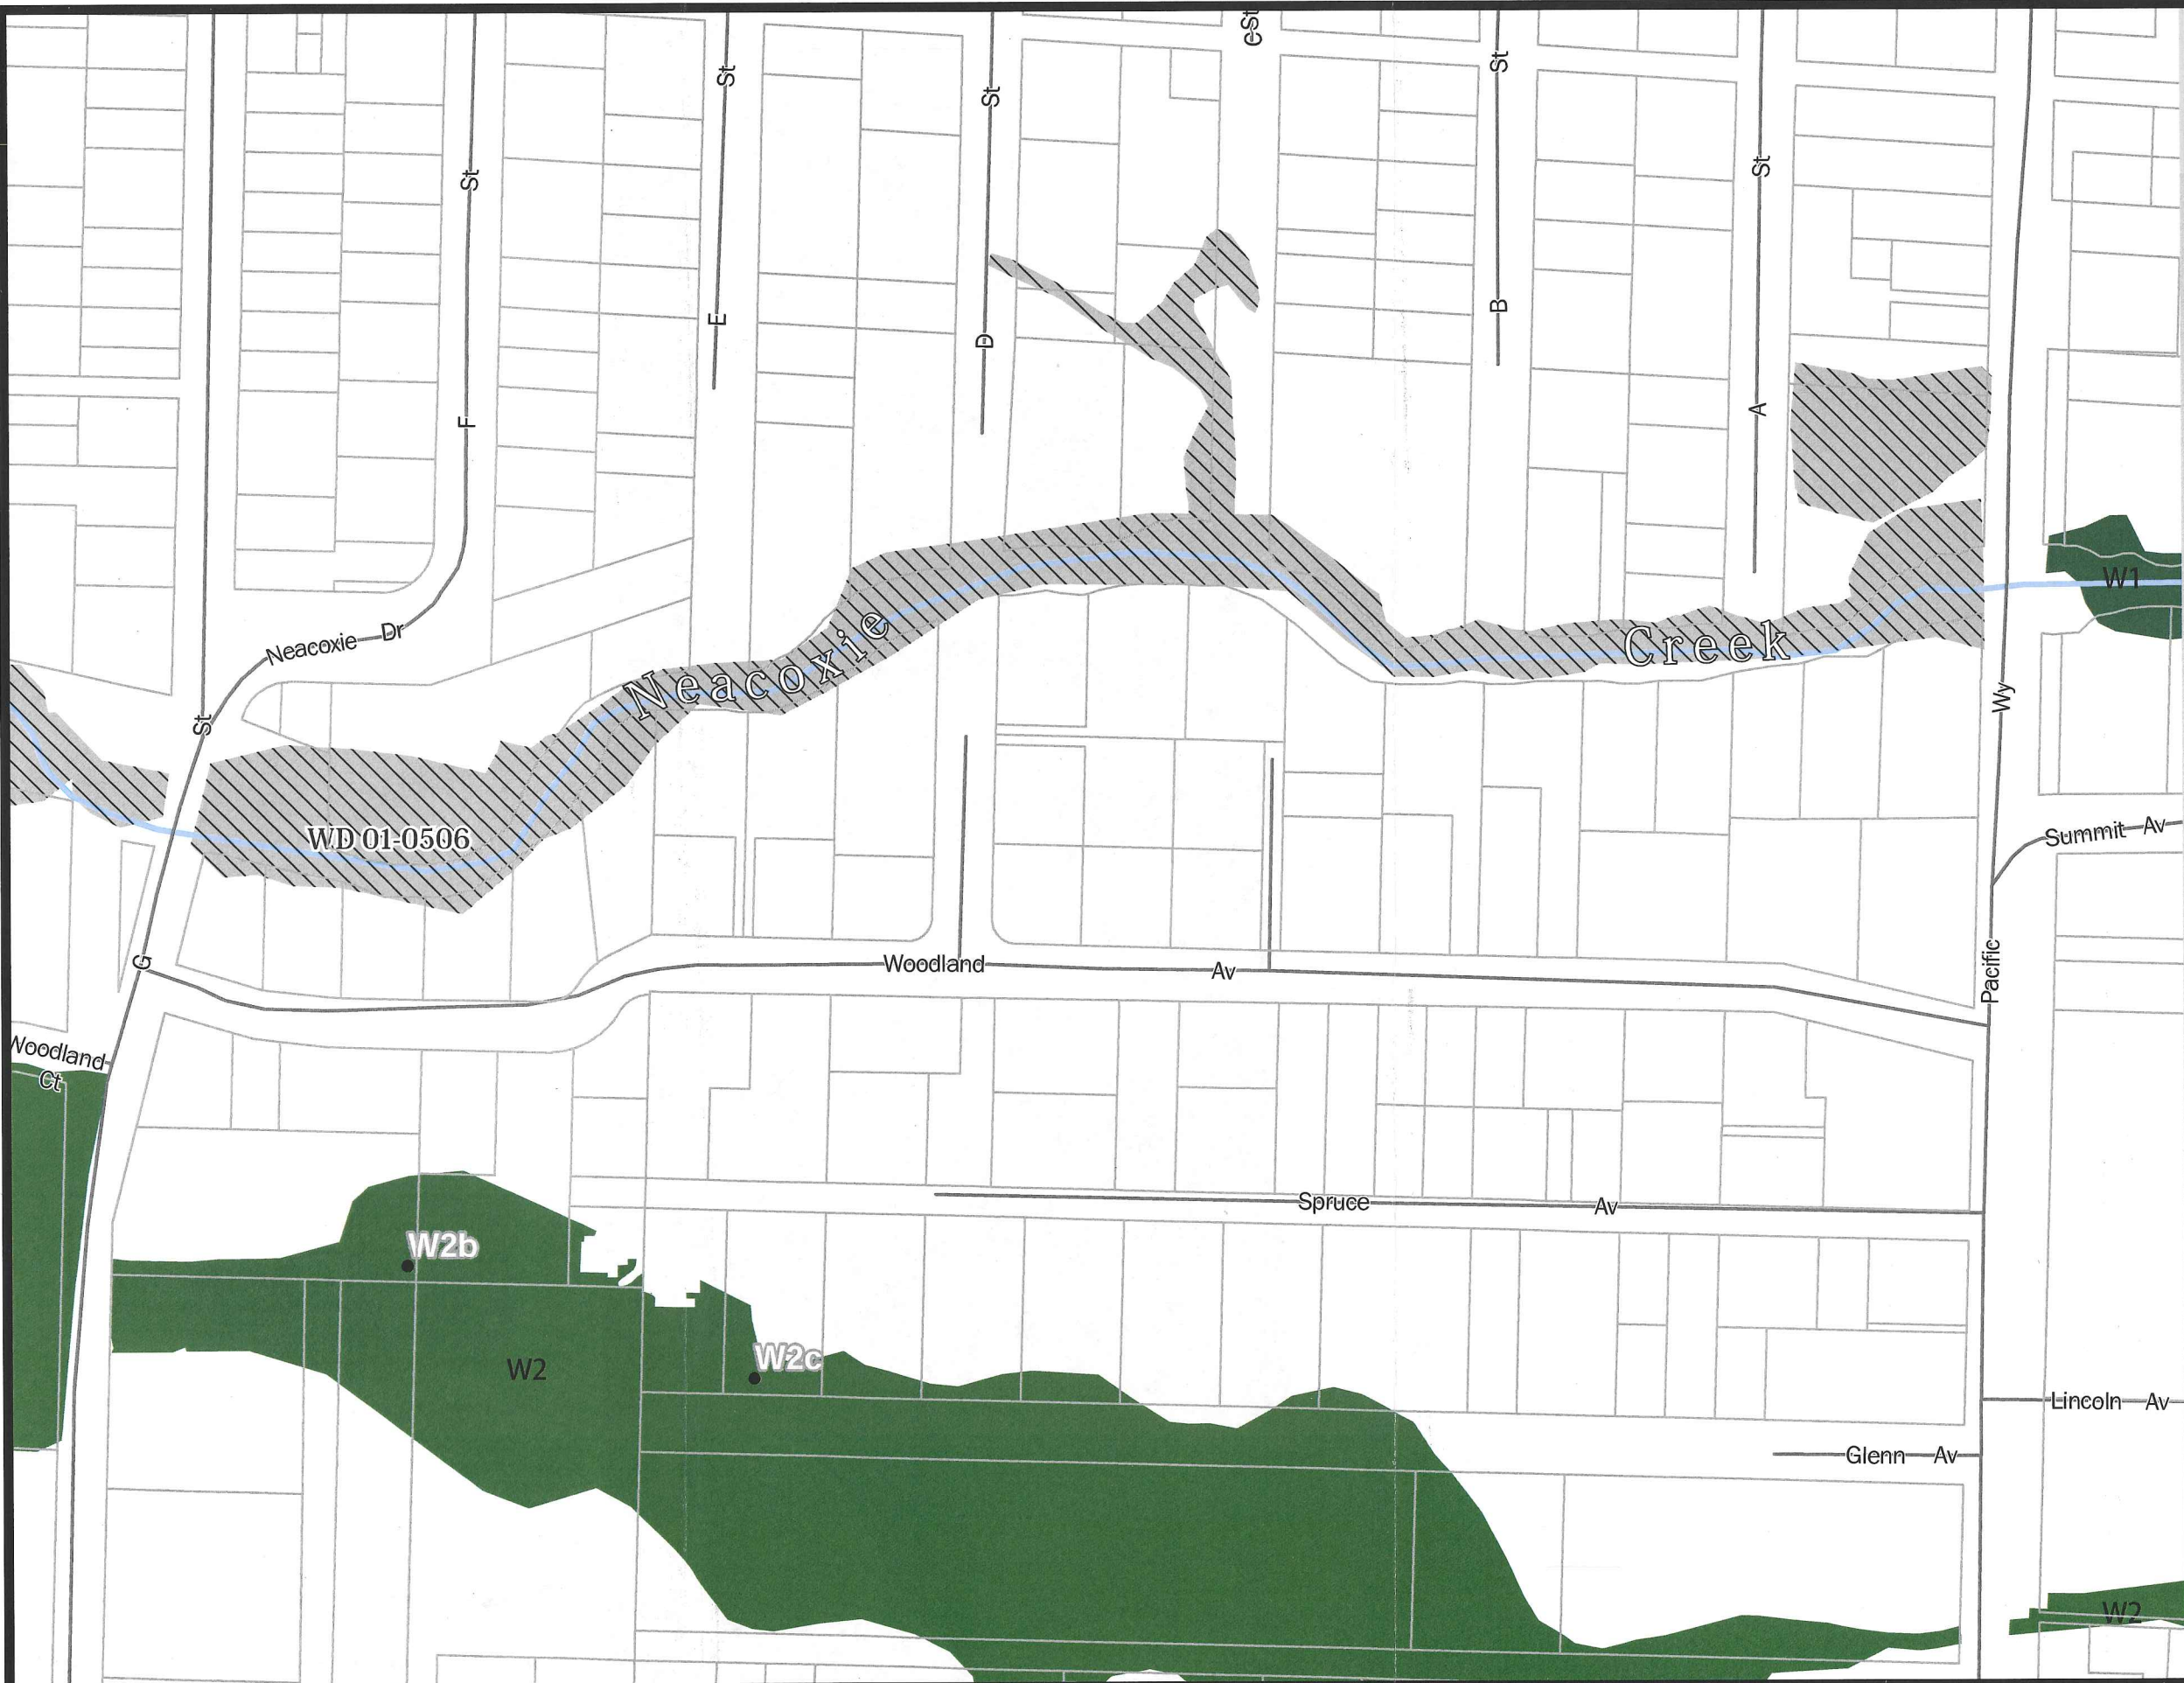 C St
St
St
St
St
St
E
D
B
A
F
Neacoxie Dr
W1
Neacoxie Creek
Wy
St
WD 01-0506
Summit Av
G
Woodland Av
Pacific
Woodland
Ct
Spruce Av
W2b
W2c
W2
Lincoln Av
Glenn Av
W2